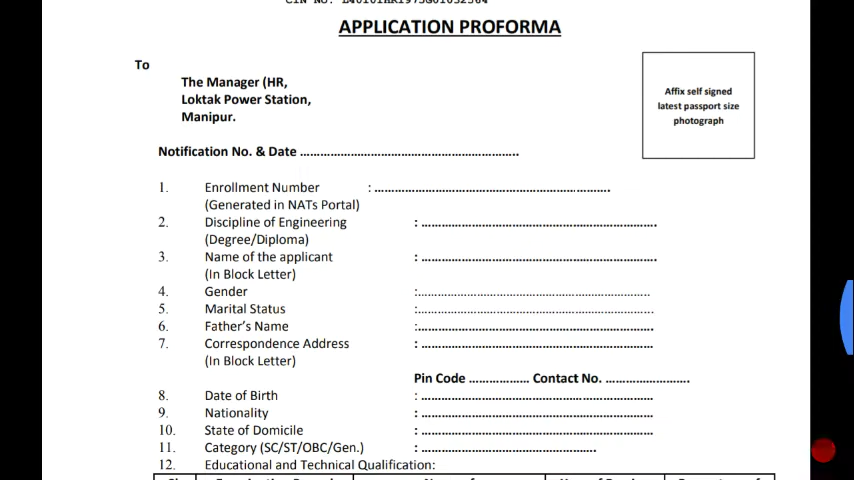 APPLICATION PROFORMA
To
The Manager (HR,
Loktak Power Station,
Manipur.
Affix self signed
latest passport size
photograph
Notification No. & Date ……………………………………………………..
1. Enrollment Number : …………………………………………………………….
(Generated in NATs Portal)
2. Discipline of Engineering : …………………………………………………………….
(Degree/Diploma)
3. Name of the applicant : …………………………………………………………….
(In Block Letter)
4. Gender :…………………………………………………………….
5. Marital Status :…………………………………………………………….
6. Father's Name :…………………………………………………………….
7. Correspondence Address : …………………………………………………………….
(In Block Letter)
Pin Code ……………… Contact No. …………………….
8. Date of Birth : …………………………………………………………….
9. Nationality : …………………………………………………………….
10. State of Domicile : …………………………………………………………….
11. Category (SC/ST/OBC/Gen.) : …………………………………………….
12. Educational and Technical Qualification: